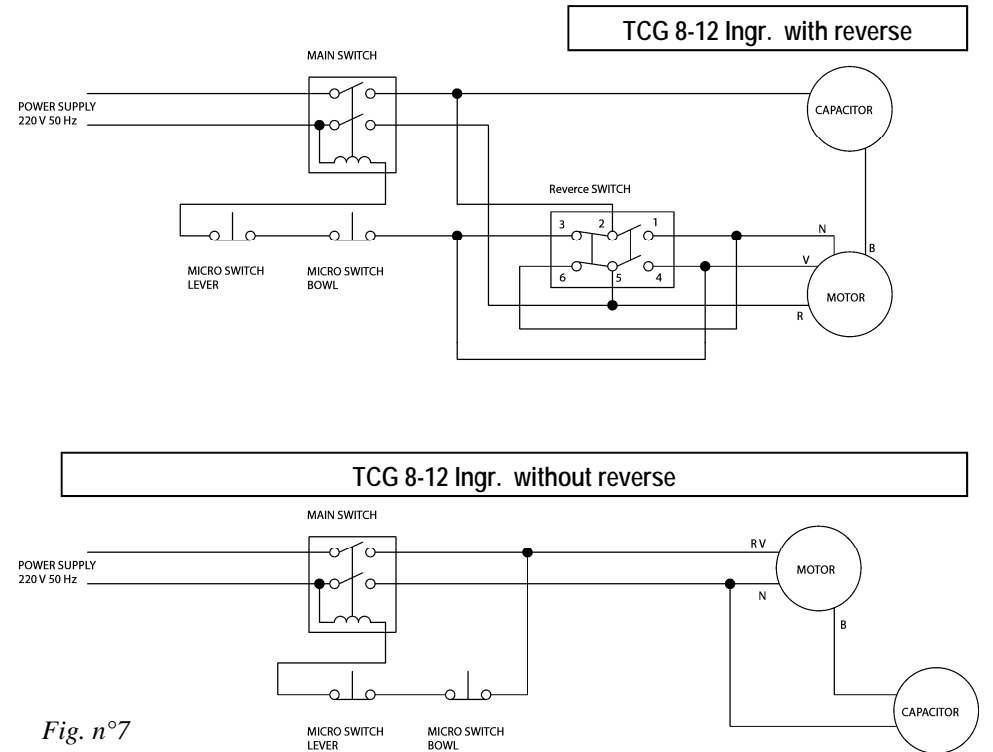 TCG 8-12 Ingr. with reverse
MAIN SWITCH
POWER SUPPLY
220 V 50 Hz
CAPACITOR
Reverce SWITCH
3
2
1
6
5
4
N
B
V
R
MICRO SWITCH
LEVER
MICRO SWITCH
BOWL
MOTOR
TCG 8-12 Ingr. without reverse
MAIN SWITCH
POWER SUPPLY
220 V 50 Hz
R V
N
MOTOR
B
CAPACITOR
MICRO SWITCH
LEVER
MICRO SWITCH
BOWL
Fig. n°7